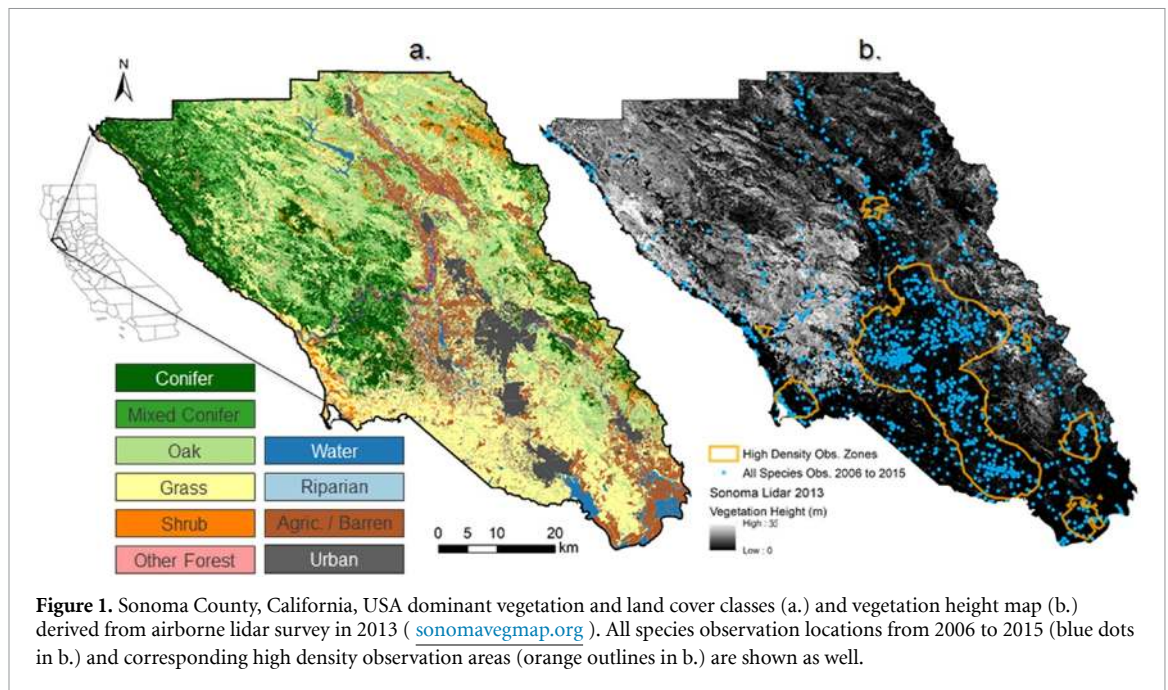 a.
b.
N
Conifer
Mixed Conifer
Oak
Water
Grass
Riparian
Shrub
Agric. / Barren
Other Forest
Urban
0 5 10 20
km
High Density Obs. Zones
All Species Obs. 2006 to 2015
Sonoma Lidar 2013
Vegetation Height (m)
Low : 0
Figure 1. Sonoma County, California, USA dominant vegetation and land cover classes (a.) and vegetation height map (b.)
derived from airborne lidar survey in 2013 ( sonomavegmap.org ). All species observation locations from 2006 to 2015 (blue dots
in b.) and corresponding high density observation areas (orange outlines in b.) are shown as well.